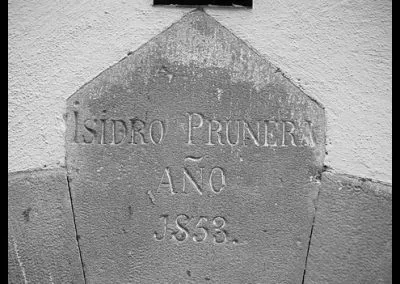 ISIDRO PRUNERA
AÑO
1853.